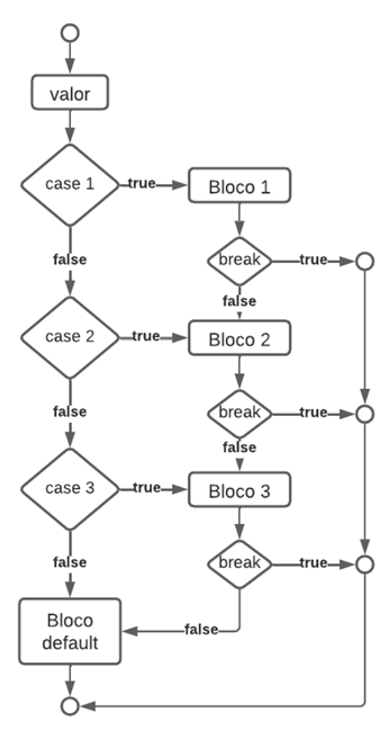 valor
case 1
true
Bloco 1
false
break
true
false
case 2
true
Bloco 2
false
break
true
false
case 3
true
Bloco 3
false
break
true
Bloco
default
false